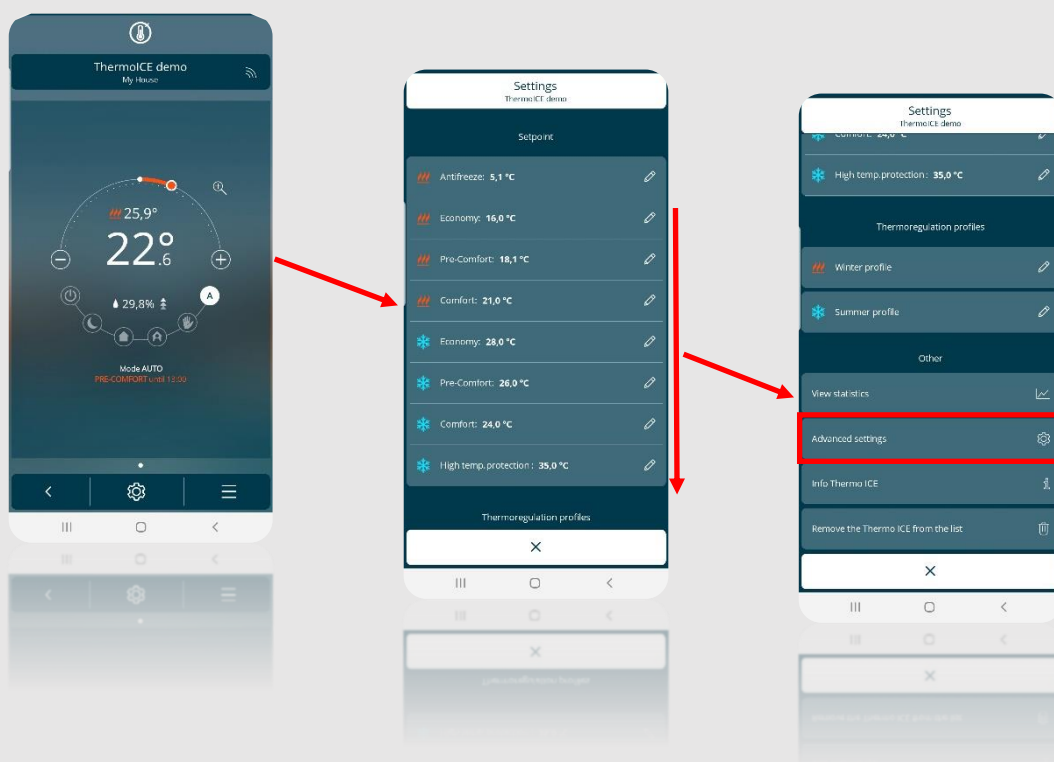 ThermoICE demo
My House
25,9°
22°.6
29,8%
A
Mode AUTO
PRE-COMFORT until 13:00
Settings
ThermoICE demo
Setpoint
Antifreeze: 5,1 °C
Economy: 16,0 °C
Pre-Comfort: 18,1 °C
Comfort: 21,0 °C
Economy: 28,0 °C
Pre-Comfort: 26,0 °C
Comfort: 24,0 °C
High temp.protection : 35,0 °C
Thermoregulation profiles
Settings
ThermoICE demo
Comfort: 24,0 °C
High temp.protection : 35,0 °C
Thermoregulation profiles
Winter profile
Summer profile
Other
View statistics
Advanced settings
Info Thermo ICE
Remove the Thermo ICE from the list